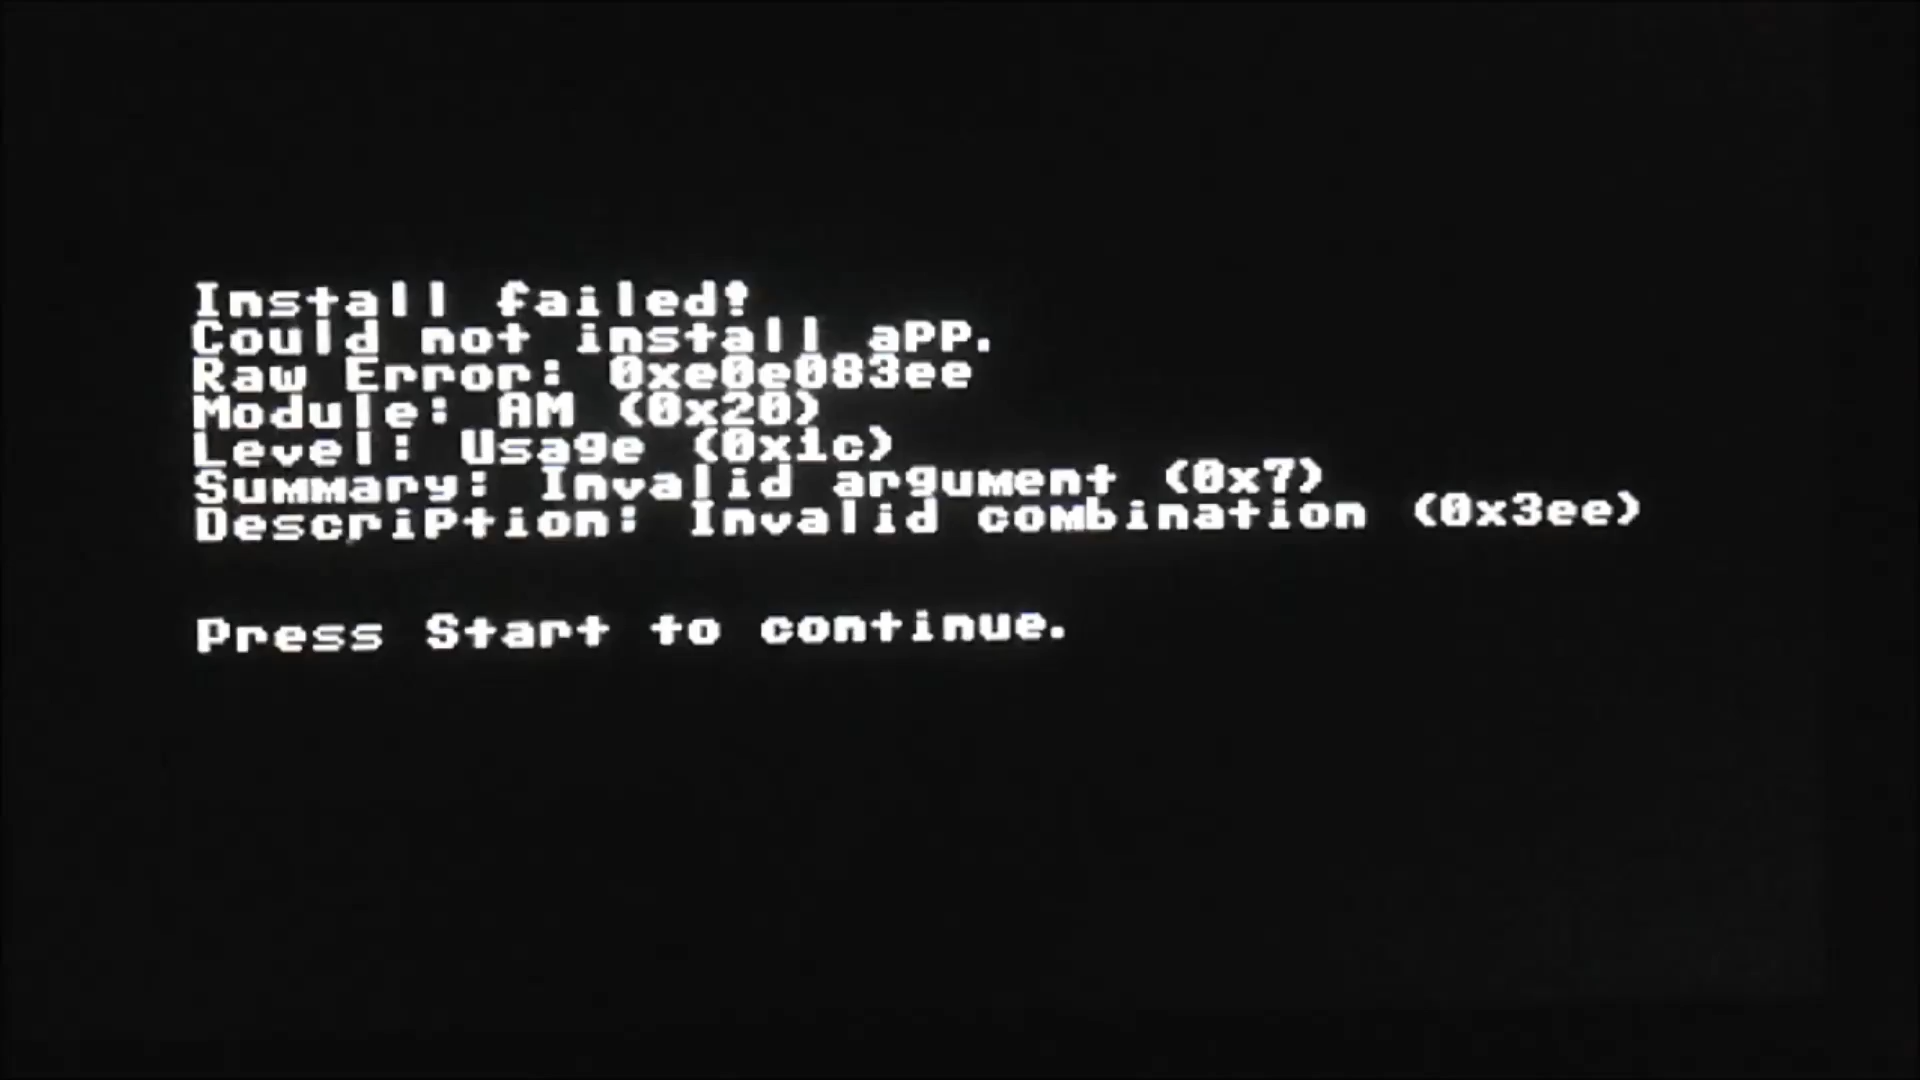 Install failed!
Could not install app.
Raw Error: 0xe0e083ee
Module: AM (0x20)
Level: Usage (0x1c)
Summary: Invalid argument (0x7)
Description: Invalid combination (0x3ee)
Press Start to continue.